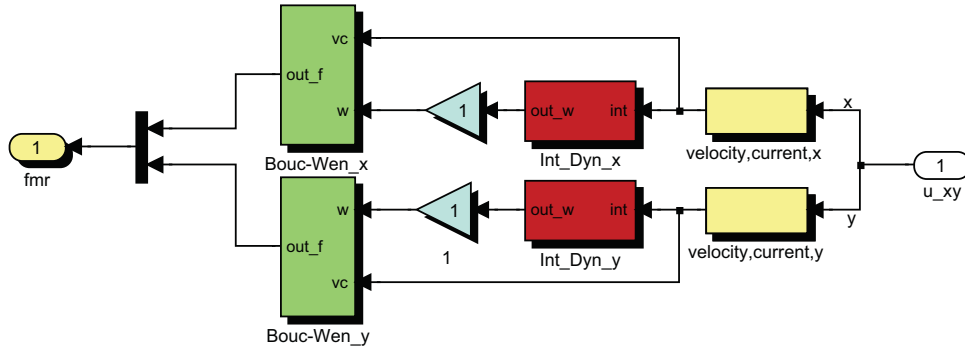 vc
out_f
w
Bouc-Wen_x
1
out_w
int
Int_Dyn_x
velocity,current,x
x
1
fmr
1
u_xy
w
out_f
vc
Bouc-Wen_y
1
1
out_w
int
Int_Dyn_y
velocity,current,y
y